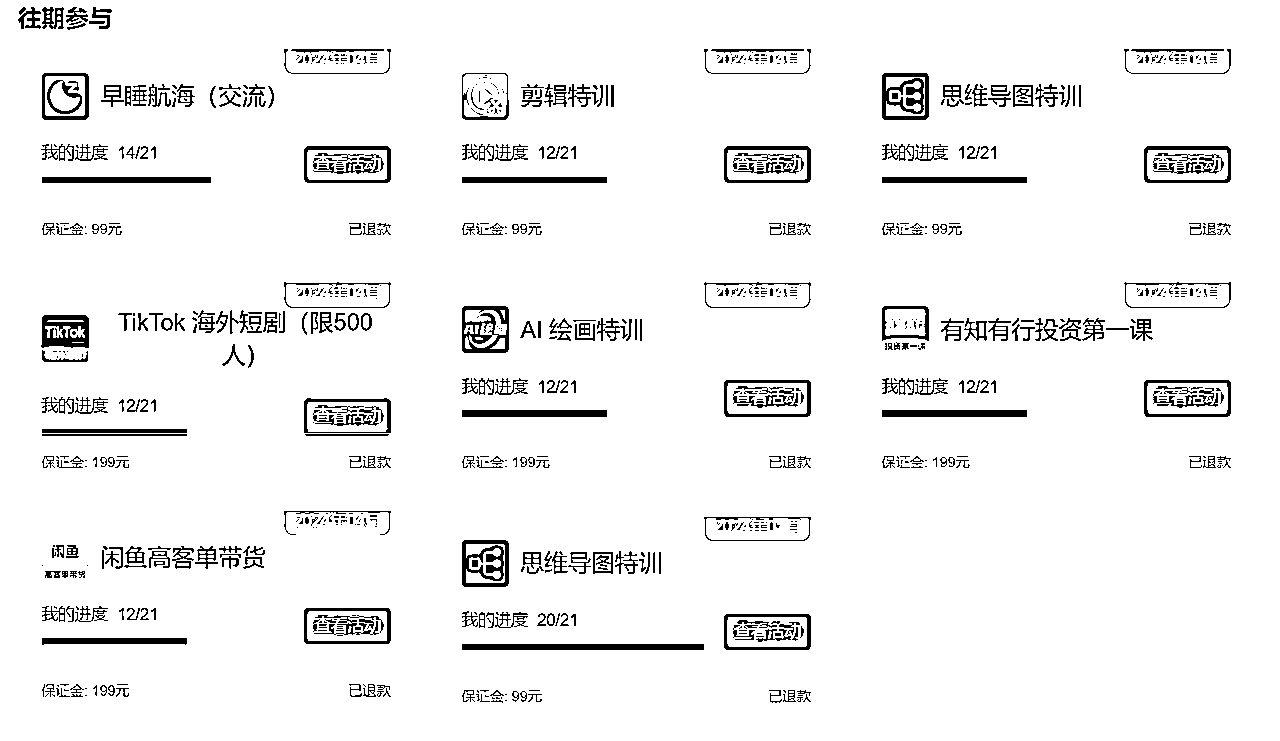 往期参与
早睡航海（交流）
我的进度 14/21
查看活动
保证金: 99元
已退款
剪辑特训
我的进度 12/21
查看活动
保证金: 99元
已退款
思维导图特训
我的进度 12/21
查看活动
保证金: 99元
已退款
TikTok
TikTok 海外短剧（限500
人）
我的进度 12/21
查看活动
保证金: 199元
已退款
AI 绘画特训
我的进度 12/21
查看活动
保证金: 199元
已退款
投资第一课
有知有行投资第一课
我的进度 12/21
查看活动
保证金: 199元
已退款
闲鱼
高客单带货
闲鱼高客单带货
我的进度 12/21
查看活动
保证金: 199元
已退款
思维导图特训
我的进度 20/21
查看活动
保证金: 99元
已退款